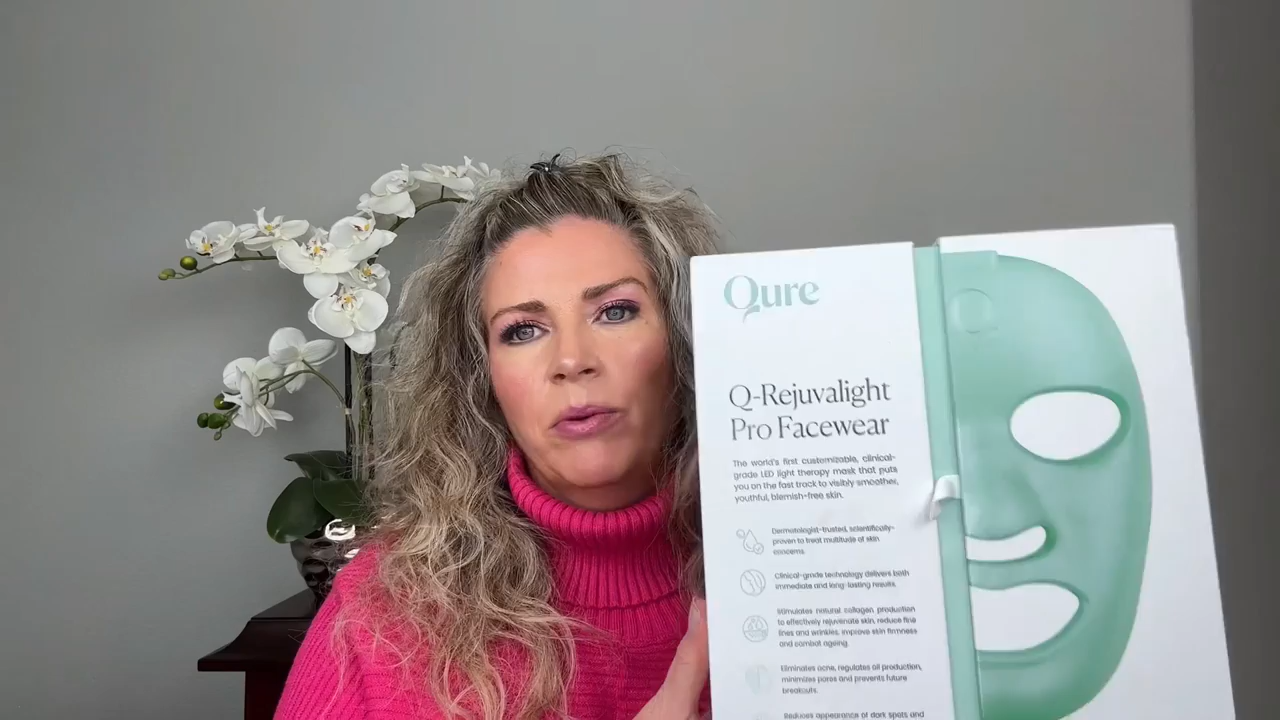 Qure
Q-Rejuvalight
Pro Facewear
The world's first customizable, clinical-
grade LED light therapy mask that puts
you on the fast track to visibly smoother,
youthful, blemish-free skin.
Dermatologist-trusted, scientifically-
proven to treat multitude of skin
concerns.
Clinical-grade technology delivers both
immediate and long-lasting results.
Stimulates natural collagen production
to effectively rejuvenate skin, reduce fine
lines and wrinkles, improve skin firmness
and combat ageing.
Eliminates acne, regulates oil production,
minimizes pores and prevents future
breakouts.
Reduces appearance of dark spots and